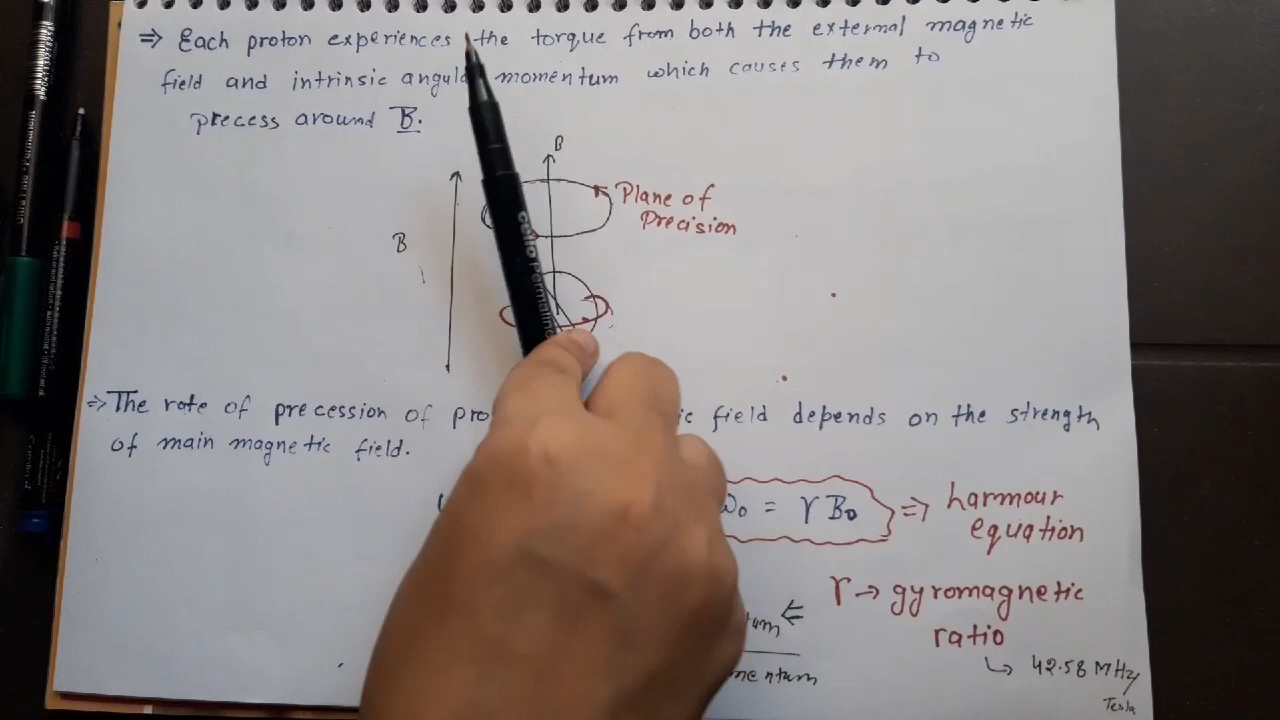 ⇒ Each proton experiences the torque from both the external magnetic
field and intrinsic angul momentum which causes them to
precess around B.
B
Plane of
Precision
B
⇒ The rate of precession of pro ic field depends on the strength
of main magnetic field.
ω₀ = γ B₀ ⇒ harmour
equation
γ → gyromagnetic
ratio
↳ 42.58 MHz/
Tesla
cello